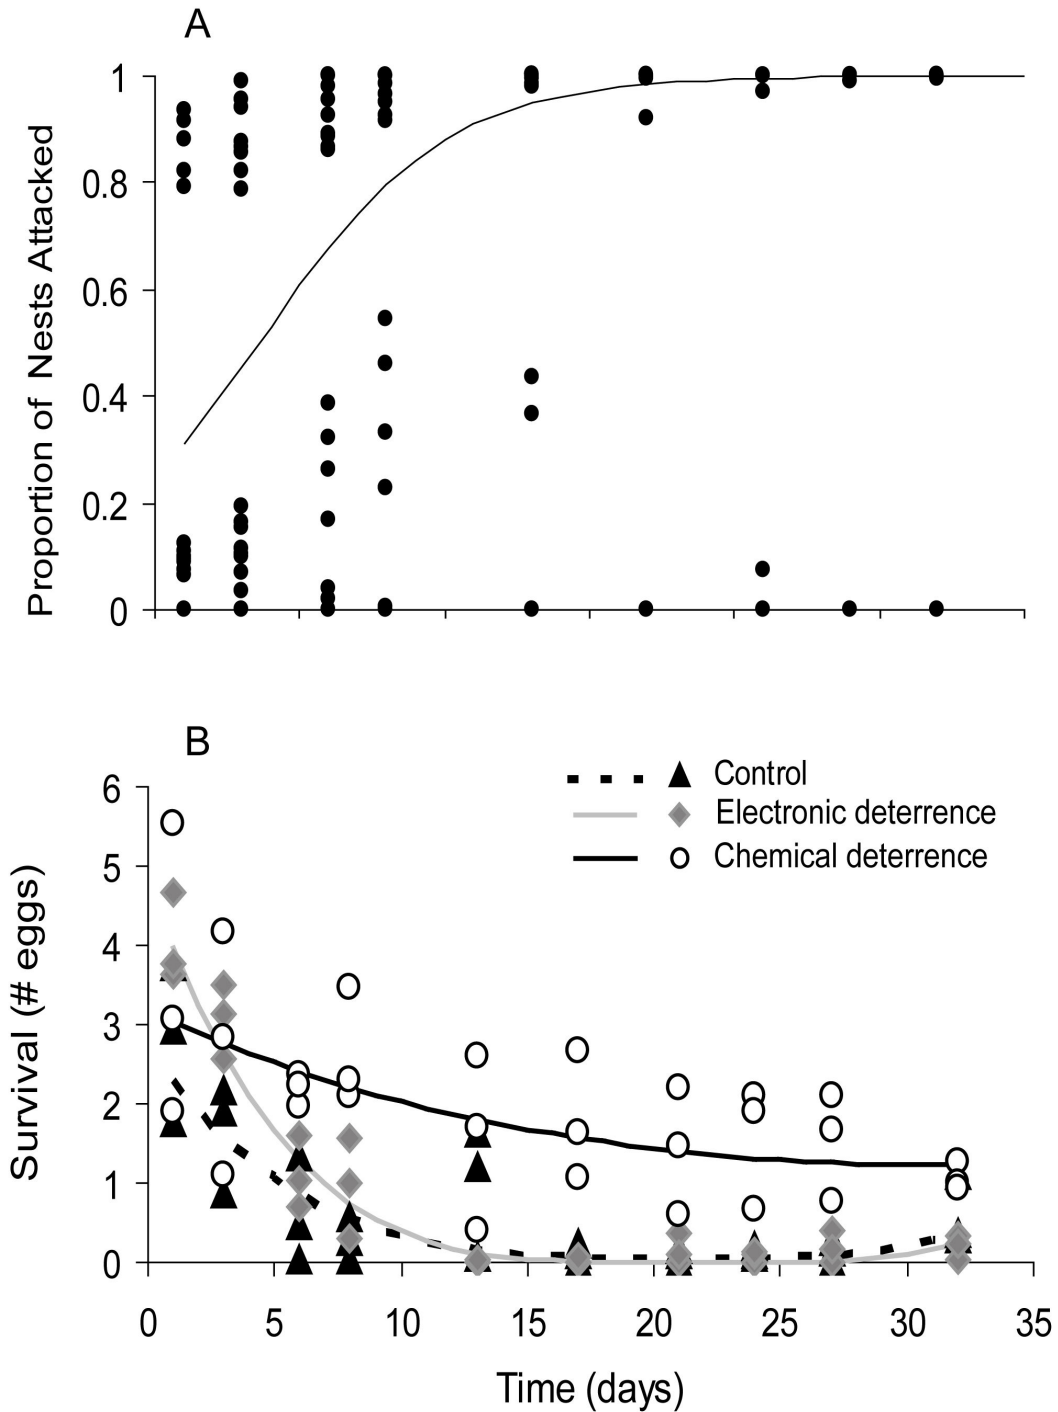 A
Proportion of Nests Attacked
1
0.8
0.6
0.4
0.2
0
B
Control
Electronic deterrence
Chemical deterrence
Survival (# eggs)
6
5
4
3
2
1
0
0 5 10 15 20 25 30 35
Time (days)